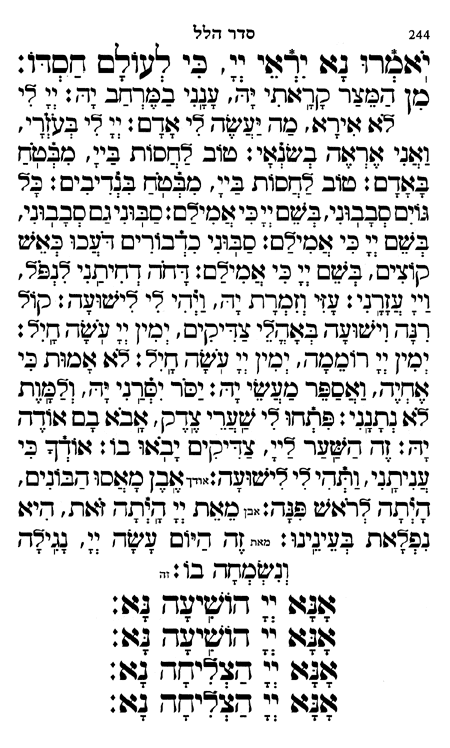 סדר הלל 244
יֹאמְרוּ נָא יִרְאֵי יְיָ, כִּי לְעוֹלָם חַסְדּוֹ:
מִן הַמֵּצַר קָרָאתִי יָּהּ, עָנָנִי בַמֶּרְחַב יָהּ: יְיָ לִי
לֹא אִירָא, מַה יַּעֲשֶׂה לִי אָדָם: יְיָ לִי בְּעוֹזְרָי,
וַאֲנִי אֶרְאֶה בְשׂנְאָי: טוֹב לַחֲסוֹת בַּייָ, מִבְּטֹחַ
בָּאָדָם: טוֹב לַחֲסוֹת בַּייָ, מִבְּטֹחַ בִּנְדִיבִים: כָּל
גּוֹיִם סְבָבוּנִי, בְּשֵׁם יְיָ כִּי אֲמִילַם: סַבּוּנִי גַם סְבָבוּנִי,
בְּשֵׁם יְיָ כִּי אֲמִילַם: סַבּוּנִי כִדְבוֹרִים דֹּעֲכוּ כְּאֵשׁ
קוֹצִים, בְּשֵׁם יְיָ כִּי אֲמִילַם: דָּחֹה דְחִיתַנִי לִנְפֹּל,
וַייָ עֲזָרָנִי: עָזִּי וְזִמְרָת יָהּ, וַיְהִי לִי לִישׁוּעָה: קוֹל
רִנָּה וִישׁוּעָה בְּאָהֳלֵי צַדִּיקִים, יְמִין יְיָ עֹשָׂה חָיִל:
יְמִין יְיָ רוֹמֵמָה, יְמִין יְיָ עֹשָׂה חָיִל: לֹא אָמוּת כִּי
אֶחְיֶה, וַאֲסַפֵּר מַעֲשֵׂי יָהּ: יַסֹּר יִסְּרַנִי יָּהּ, וְלַמָּוֶת
לֹא נְתָנָנִי: פִּתְחוּ לִי שַׁעֲרֵי צֶדֶק, אָבֹא בָם אוֹדֶה
יָהּ: זֶה הַשַּׁעַר לַייָ, צַדִּיקִים יָבֹאוּ בוֹ: אוֹדְךָ כִּי
עֲנִיתָנִי, וַתְּהִי לִי לִישׁוּעָה: אודך אֶבֶן מָאֲסוּ הַבּוֹנִים,
הָיְתָה לְרֹאשׁ פִּנָּה: אבן מֵאֵת יְיָ הָיְתָה זֹאת, הִיא
נִפְלָאת בְּעֵינֵינוּ: מאת זֶה הַיּוֹם עָשָׂה יְיָ, נָגִילָה
וְנִשְׂמְחָה בוֹ: זה
אָנָּא יְיָ הוֹשִׁיעָה נָּא:
אָנָּא יְיָ הוֹשִׁיעָה נָּא:
אָנָּא יְיָ הַצְלִיחָה נָא:
אָנָּא יְיָ הַצְלִיחָה נָא: